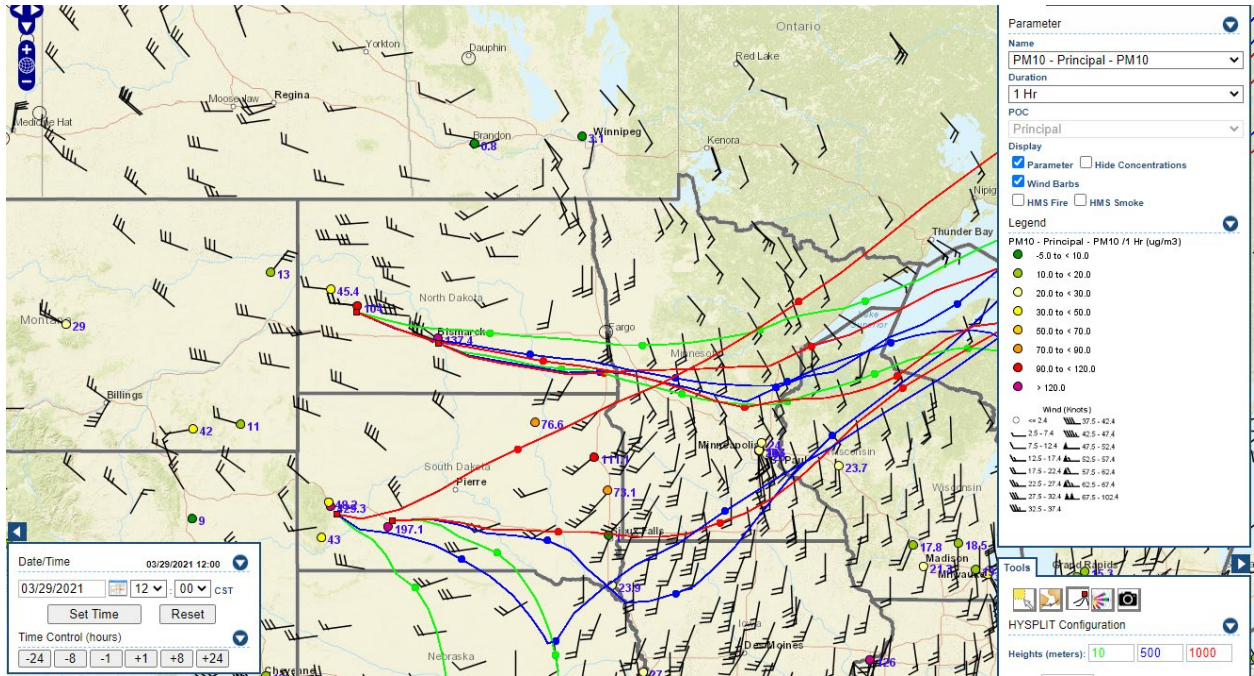 Ontario
Yorkton
Dauphin
Red Lake
Moose Jaw
Regina
Medicine Hat
Brandon
0.8
Winnipeg
3.1
Kenora
Nipig
Thunder Bay
13
45.4
104
North Dakota
Bismarck
137.4
Fargo
Lake
Superior
Minnesota
Montana
29
Billings
42
11
76.6
111.1
Minneapolis
Paul
23.7
Wisconsin
Wisconsin
South Dakota
Pierre
73.1
Sioux Falls
197.1
43
9
17.8
18.5
Madison
21.3
Milwaukee
Grand Rapids
15.3
23.9
Iowa
Des Moines
Nebraska
Cheyenne
Parameter
Name
PM10 - Principal - PM10
Duration
1 Hr
POC
Principal
Display
Parameter Hide Concentrations
Wind Barbs
HMS Fire HMS Smoke
Legend
PM10 - Principal - PM10 /1 Hr (ug/m3)
-5.0 to < 10.0
10.0 to < 20.0
20.0 to < 30.0
30.0 to < 50.0
50.0 to < 70.0
70.0 to < 90.0
90.0 to < 120.0
> 120.0
Wind (Knots)
<= 2.4 37.5 - 42.4
2.5 - 7.4 42.5 - 47.4
7.5 - 12.4 47.5 - 52.4
12.5 - 17.4 52.5 - 57.4
17.5 - 22.4 57.5 - 62.4
22.5 - 27.4 62.5 - 67.4
27.5 - 32.4 67.5 - 102.4
32.5 - 37.4
Tools
HYSPLIT Configuration
Heights (meters): 10 500 1000
Date/Time 03/29/2021 12:00
03/29/2021 12 : 00 CST
Set Time Reset
Time Control (hours)
-24 -8 -1 +1 +8 +24